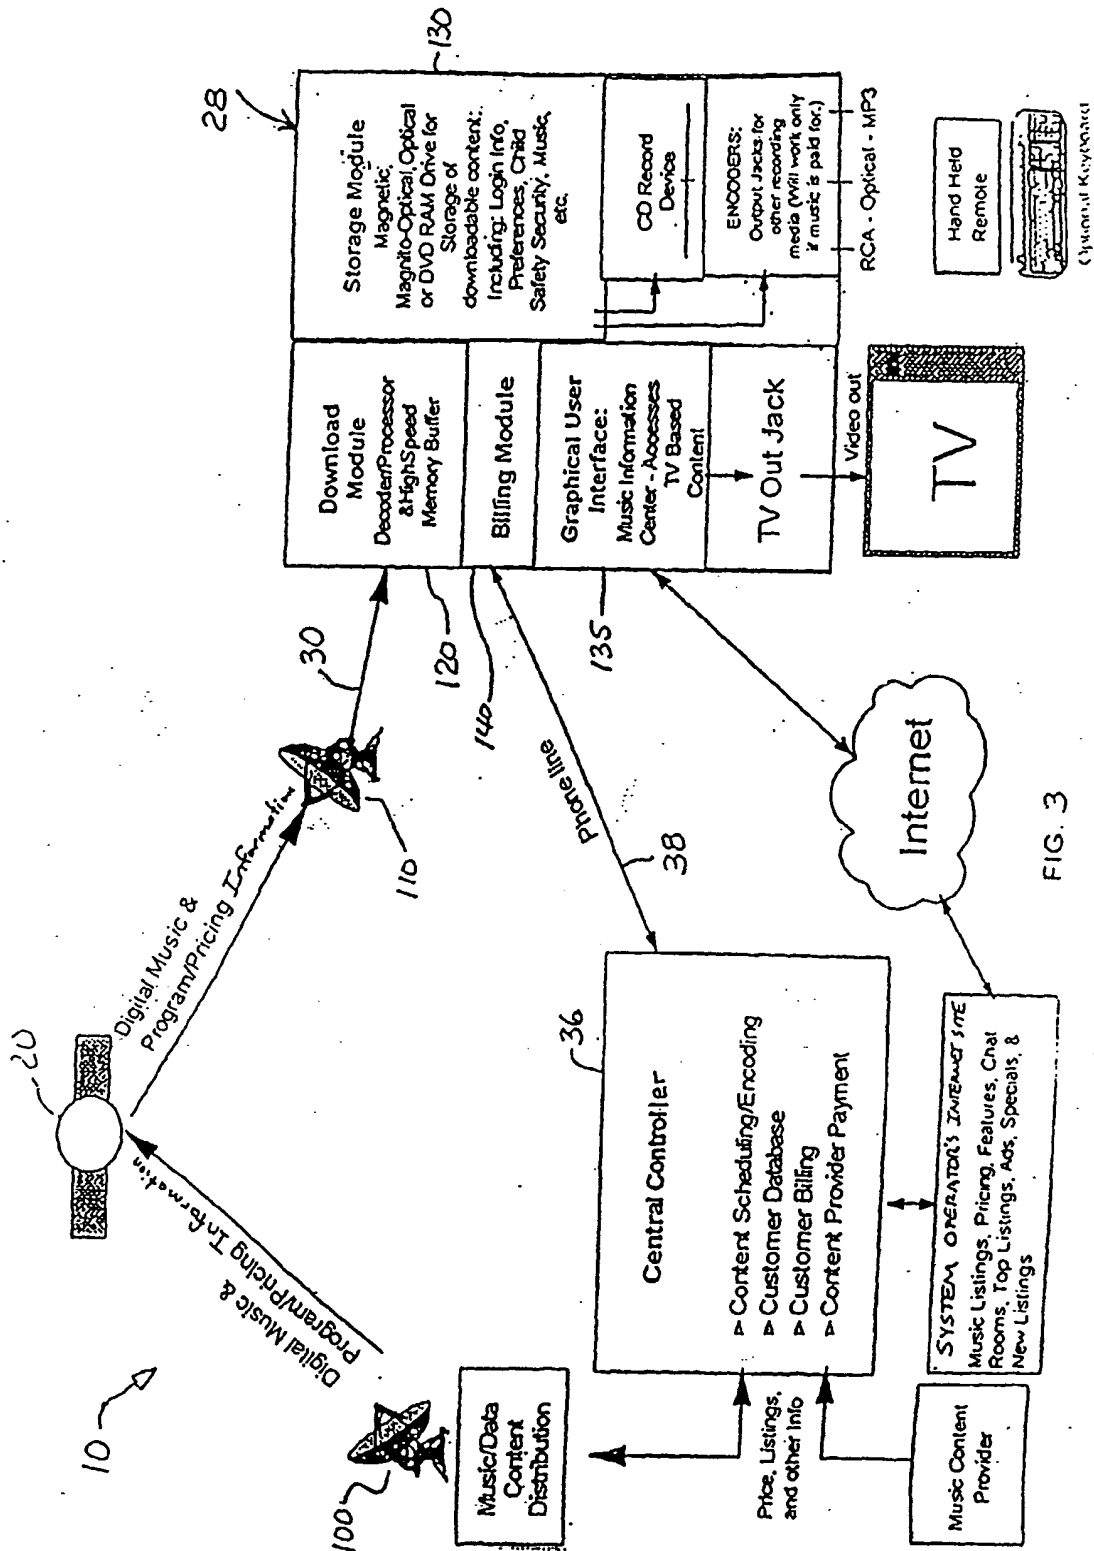 10
20
Digital Music &
Program/Pricing Information
Digital Music &
Program/Pricing Information
100
110
30
Music/Data
Content
Distribution
28
130
Download
Module
Decoder/Processor
&HighSpeed
Memory Buffer
120
Billing Module
140
Graphical User
Interface:
Music Information
Center - Accesses
TV Based
Content
135
TV Out Jack
Video out
TV
Storage Module
Magnetic,
Magnito-Optical, Optical
or DVD RAM Drive for
Storage of
downloadable content:.
Including: Login Info,
Preferences, Child
Safety Security, Music,
etc.
CD Record
Device
ENCODERS:
Output Jacks for
other recording
media (Will work only
if music is paid for.)
RCA - Optical - MP3
Hand Held
Remote
Optional Keyboard
Phone line
38
36
Central Controller
⊳ Content Scheduling/Encoding
⊳ Customer Database
⊳ Customer Billing
⊳ Content Provider Payment
Price, Listings,
and other Info
Music Content
Provider
SYSTEM OPERATOR'S INTERNET SITE
Music Listings, Pricing, Features, Chat
Rooms, Top Listings, Ads, Specials, &
New Listings
Internet
FIG. 3